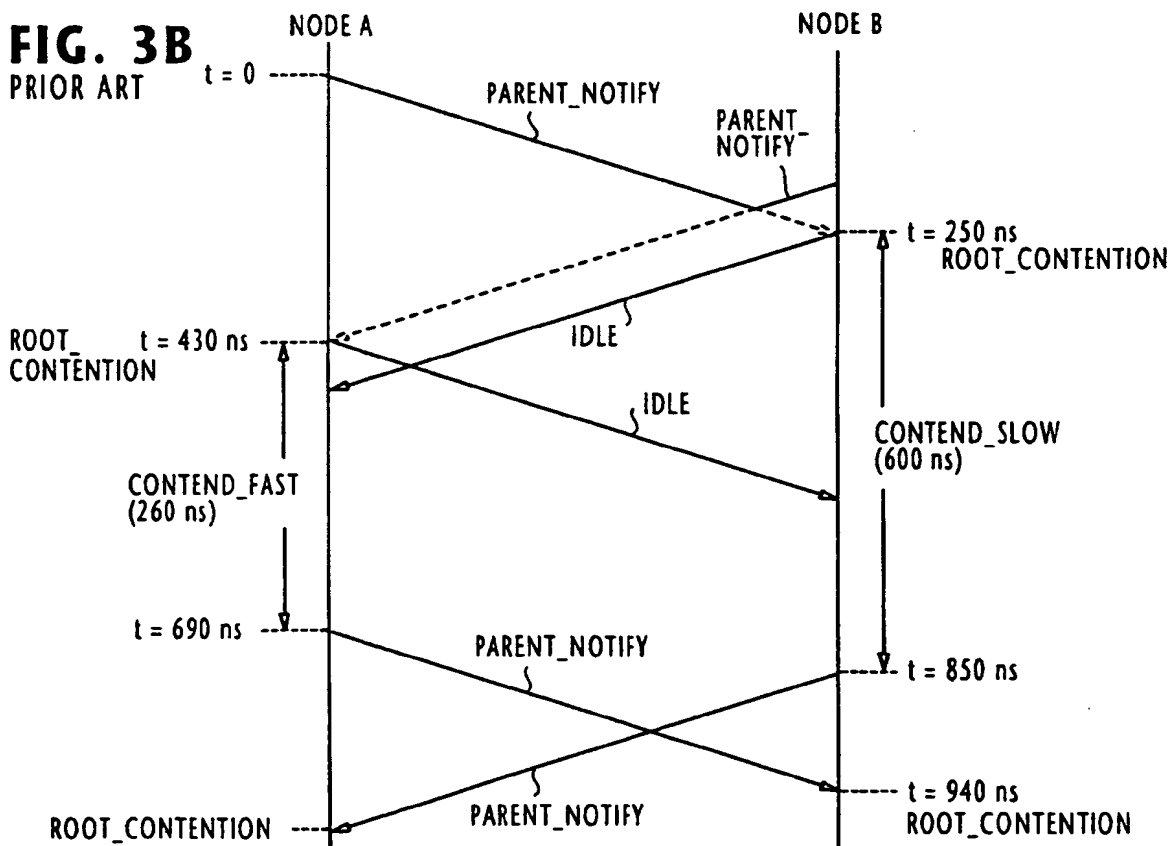 FIG. 3B
PRIOR ART
NODE A
NODE B
t = 0
PARENT_NOTIFY
PARENT_
NOTIFY
t = 250 ns
ROOT_CONTENTION
IDLE
ROOT_
CONTENTION
t = 430 ns
IDLE
CONTEND_SLOW
(600 ns)
CONTEND_FAST
(260 ns)
t = 690 ns
PARENT_NOTIFY
t = 850 ns
PARENT_NOTIFY
t = 940 ns
ROOT_CONTENTION
ROOT_CONTENTION